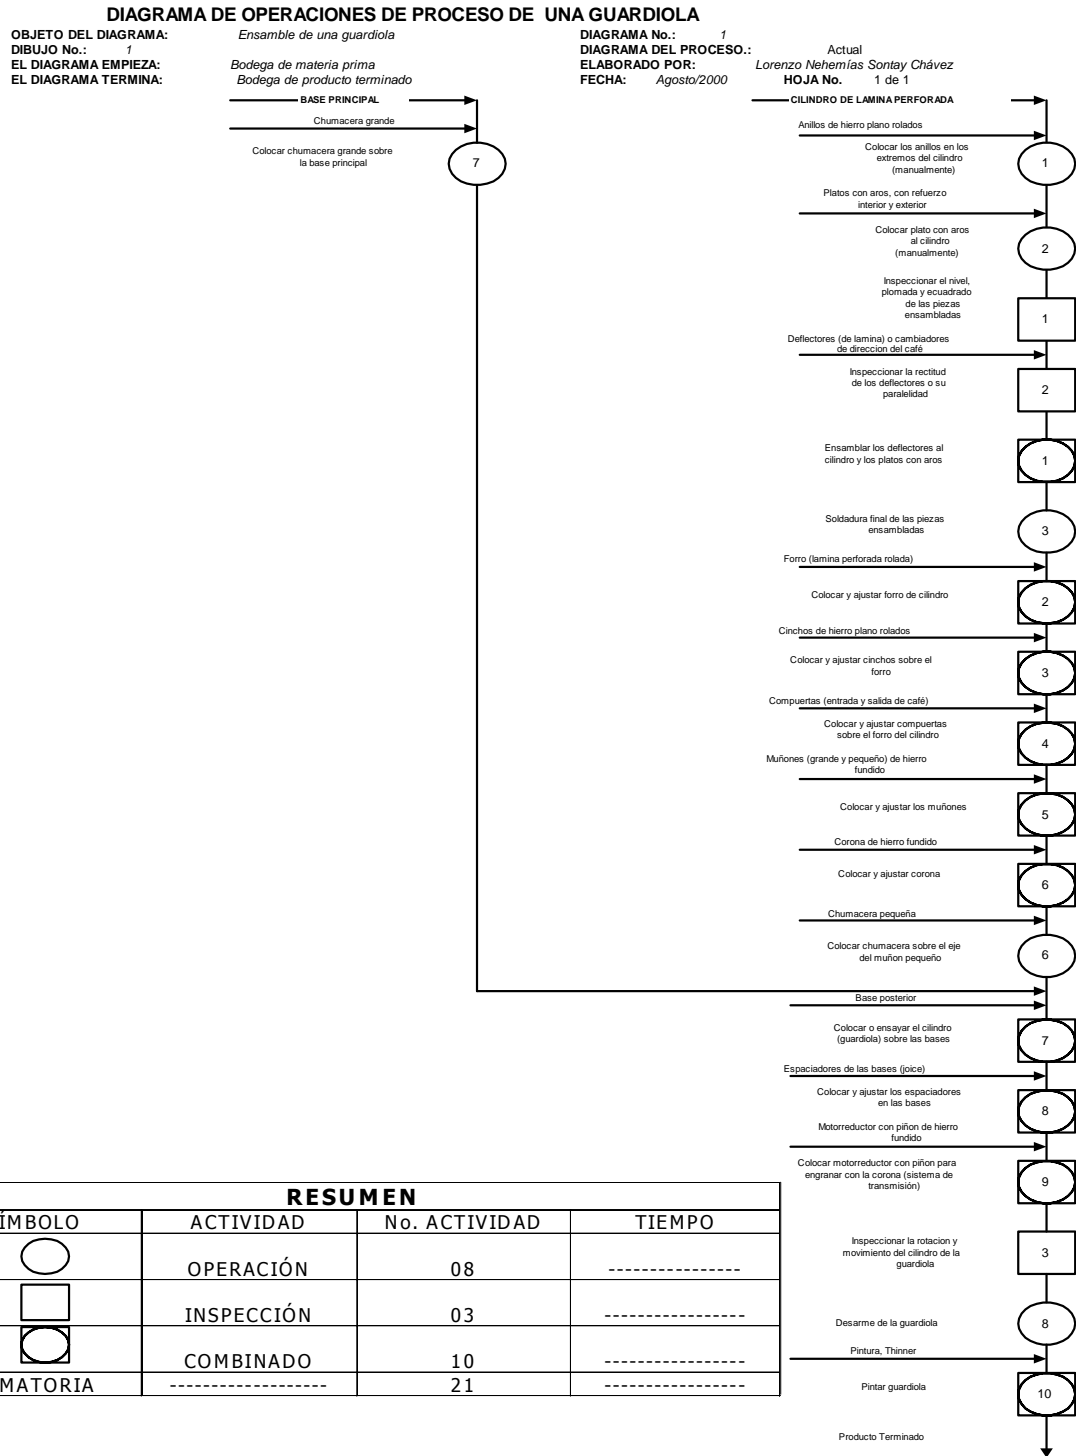 DIAGRAMA DE OPERACIONES DE PROCESO DE UNA GUARDIOLA
OBJETO DEL DIAGRAMA: Ensamble de una guardiola
DIBUJO No.: 1
EL DIAGRAMA EMPIEZA: Bodega de materia prima
EL DIAGRAMA TERMINA: Bodega de producto terminado
DIAGRAMA No.: 1
DIAGRAMA DEL PROCESO.: Actual
ELABORADO POR: Lorenzo Nehemías Sontay Chávez
FECHA: Agosto/2000 HOJA No. 1 de 1
BASE PRINCIPAL
Chumacera grande
Colocar chumacera grande sobre
la base principal
7
CILINDRO DE LAMINA PERFORADA
Anillos de hierro plano rolados
Colocar los anillos en los
extremos del cilindro
(manualmente)
1
Platos con aros, con refuerzo
interior y exterior
Colocar plato con aros
al cilindro
(manualmente)
2
Inspeccionar el nivel,
plomada y ecuadrado
de las piezas
ensambladas
1
Deflectores (de lamina) o cambiadores
de direccion del café
Inspeccionar la rectitud
de los deflectores o su
paralelidad
2
Ensamblar los deflectores al
cilindro y los platos con aros
1
Soldadura final de las piezas
ensambladas
3
Forro (lamina perforada rolada)
Colocar y ajustar forro de cilindro
2
Cinchos de hierro plano rolados
Colocar y ajustar cinchos sobre el
forro
3
Compuertas (entrada y salida de café)
Colocar y ajustar compuertas
sobre el forro del cilindro
4
Muñones (grande y pequeño) de hierro
fundido
Colocar y ajustar los muñones
5
Corona de hierro fundido
Colocar y ajustar corona
6
Chumacera pequeña
Colocar chumacera sobre el eje
del muñon pequeño
6
Base posterior
Colocar o ensayar el cilindro
(guardiola) sobre las bases
7
Espaciadores de las bases (joice)
Colocar y ajustar los espaciadores
en las bases
8
Motorreductor con piñon de hierro
fundido
Colocar motorreductor con piñon para
engranar con la corona (sistema de
transmisión)
9
Inspeccionar la rotacion y
movimiento del cilindro de la
guardiola
3
Desarme de la guardiola
8
Pintura, Thinner
Pintar guardiola
10
Producto Terminado
RESUMEN
ÍMBOLO ACTIVIDAD No. ACTIVIDAD TIEMPO
OPERACIÓN 08 ----------------
INSPECCIÓN 03 ----------------
COMBINADO 10 ----------------
MATORIA ------------------ 21 ----------------